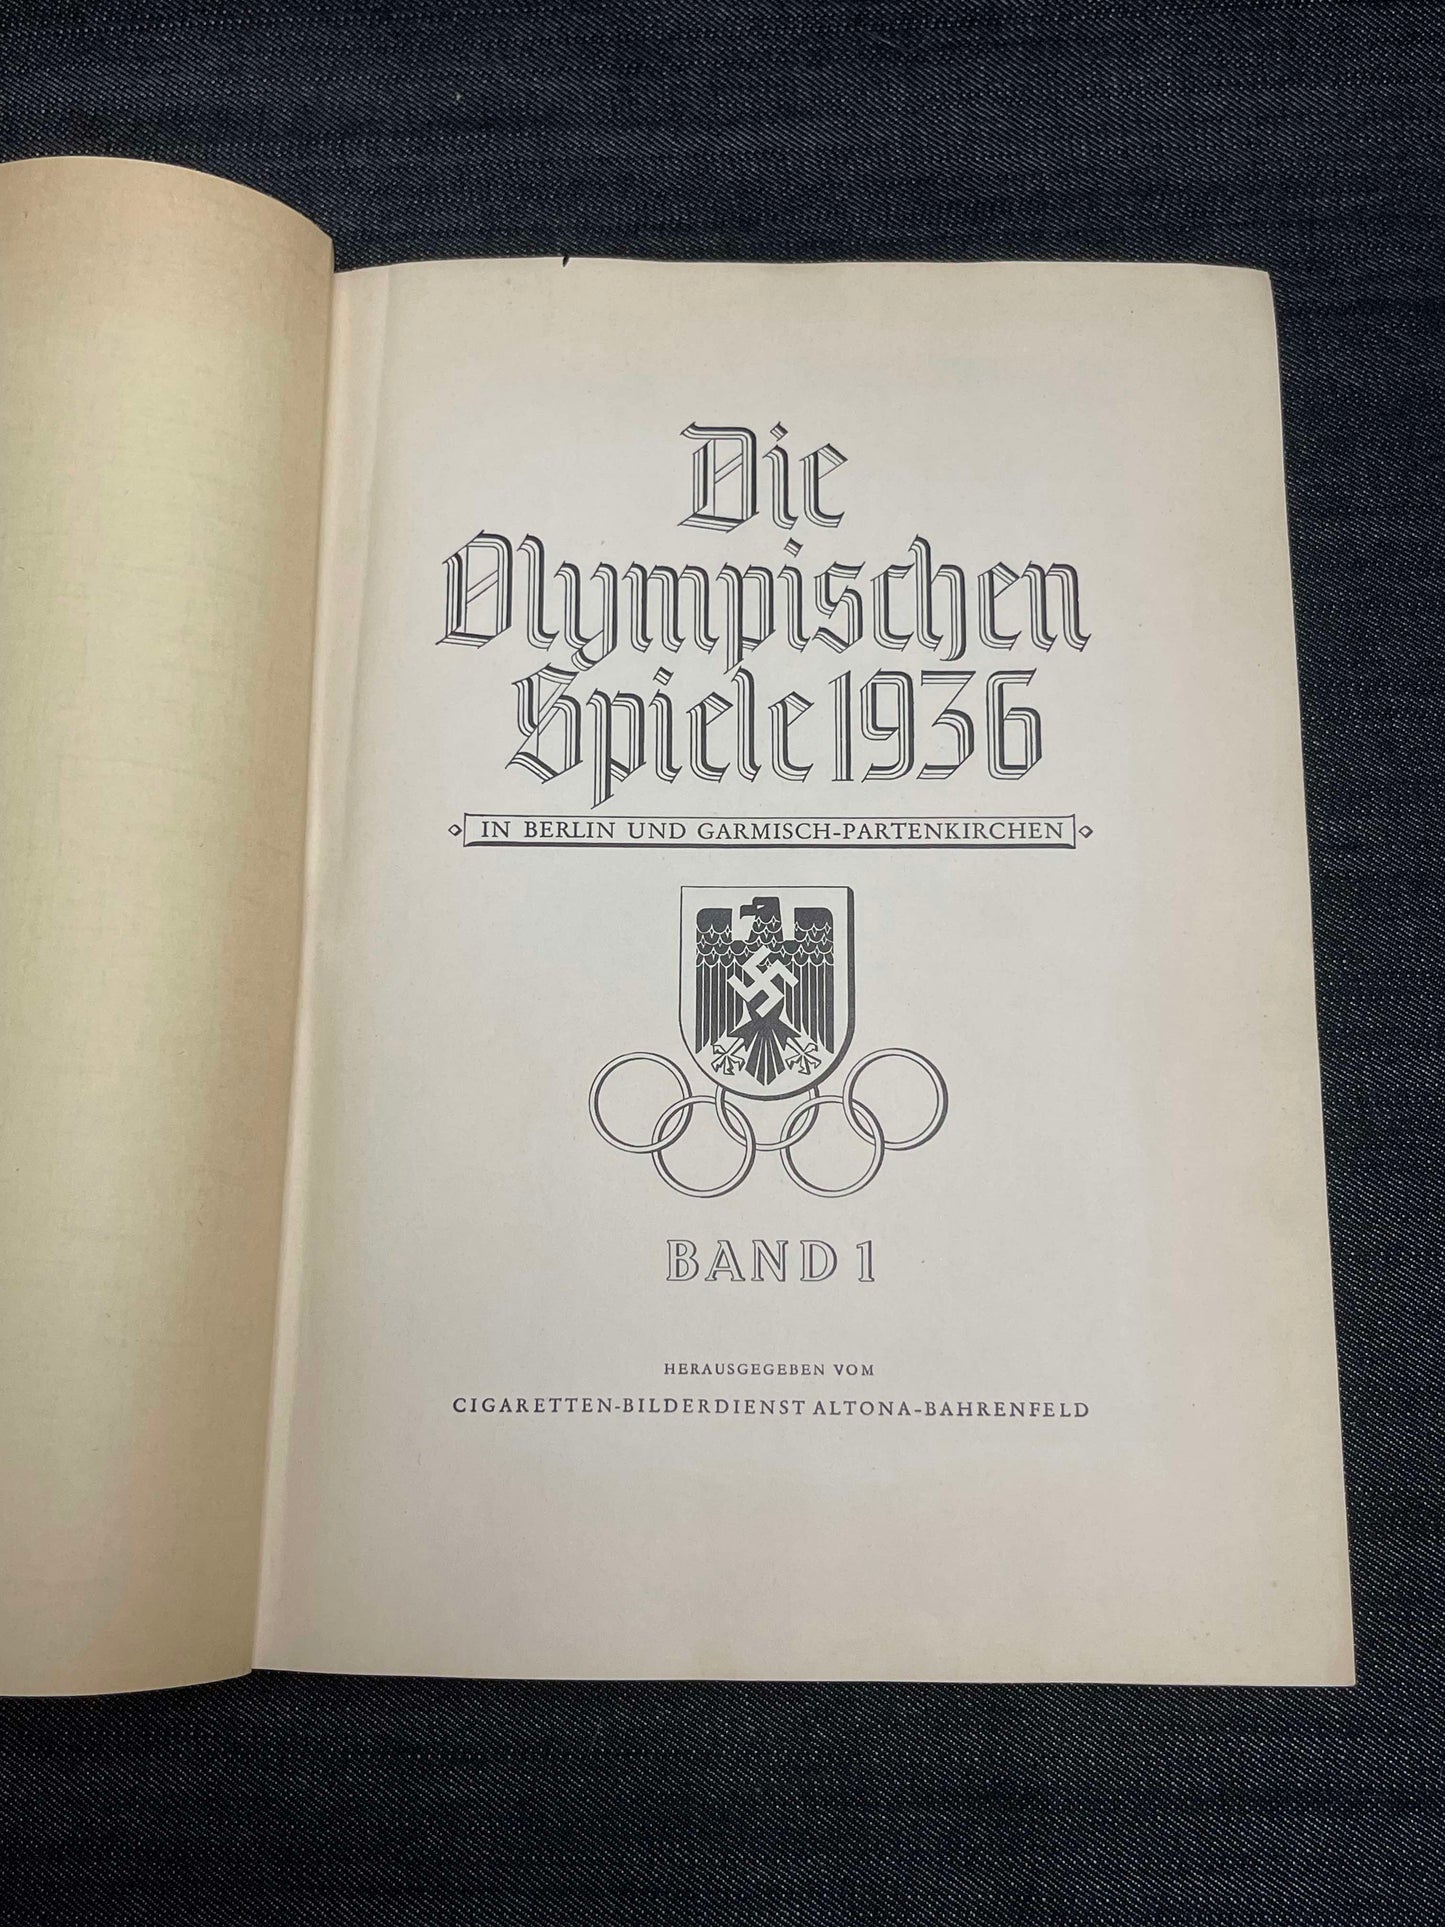 Die
Olympischen
Spiele 1936
IN BERLIN UND GARMISCH-PARTENKIRCHEN
BAND 1
HERAUSGEGEBEN VOM
CIGARETTEN-BILDERDIENST ALTONA-BAHRENFELD